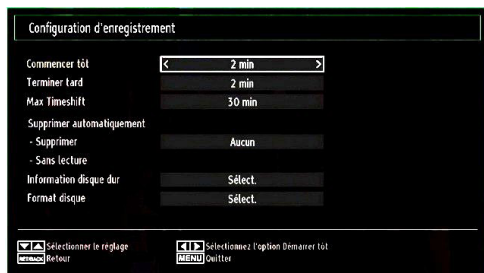 Configuration d'enregistrement
Commencer tôt < 2 min >
Terminer tard 2 min
Max Timeshift 30 min
Supprimer automatiquement
- Supprimer Aucun
- Sans lecture
Information disque dur Sélect.
Format disque Sélect.
Sélectionner le réglage Sélectionnez l'option Démarrer tôt
Retour MENU Quitter